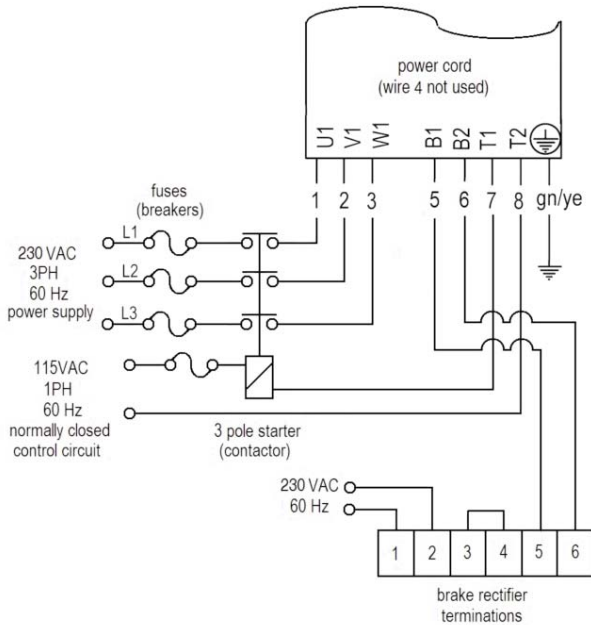 power cord
(wire 4 not used)
U1 V1 W1 B1 B2 T1 T2
1 2 3 5 6 7 8 gn/ye
fuses
(breakers)
L1
L2
L3
230 VAC
3PH
60 Hz
power supply
115VAC
1PH
60 Hz
normally closed
control circuit
3 pole starter
(contactor)
230 VAC
60 Hz
1 2 3 4 5 6
brake rectifier
terminations